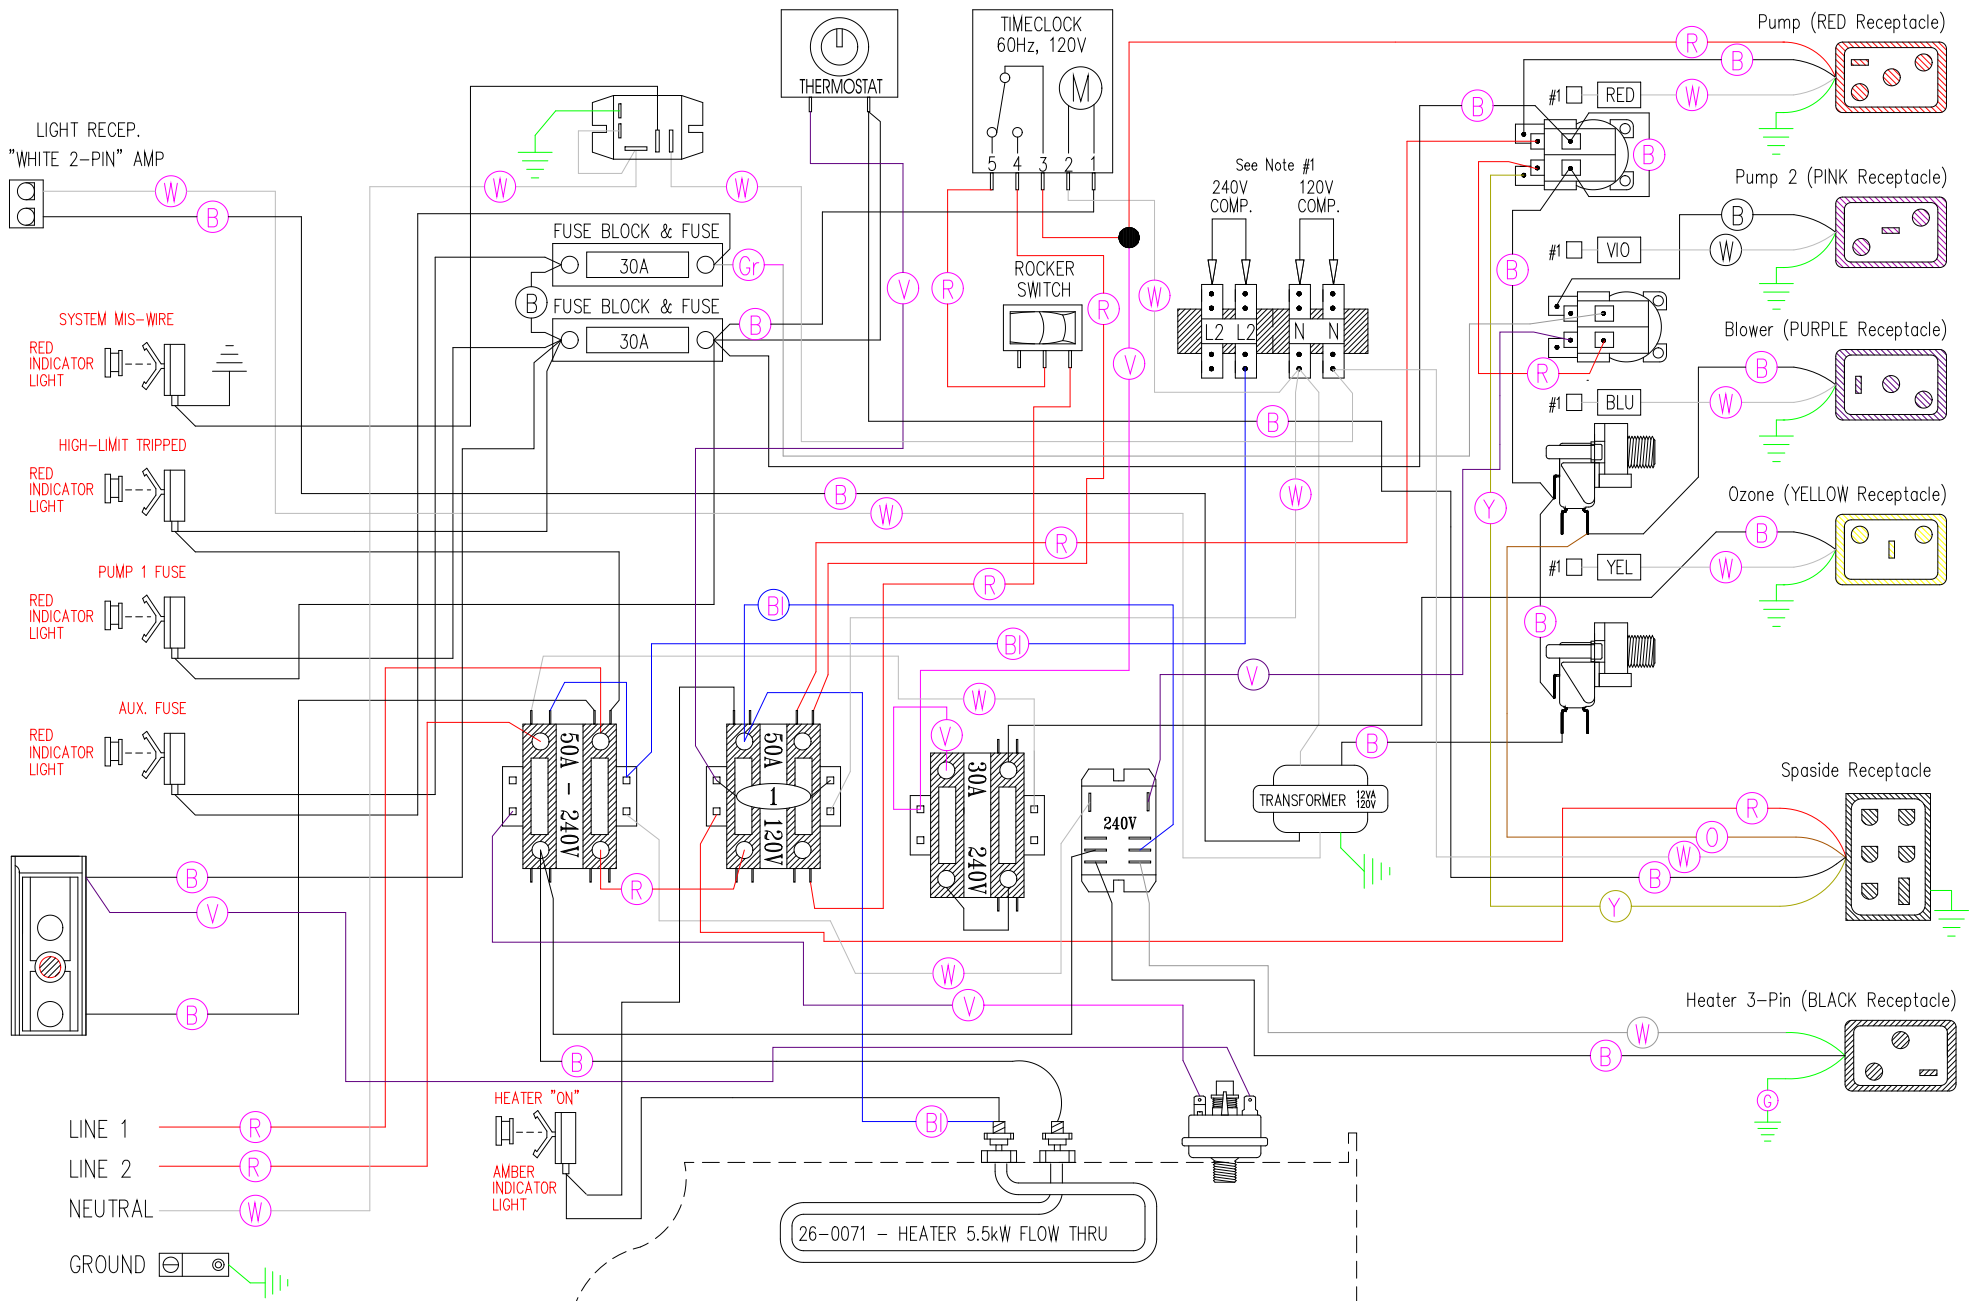 TIMECLOCK
60Hz, 120V
M
5 4 3 2 1
THERMOSTAT
Pump (RED Receptacle)
R
B
#1 RED W
B
B
LIGHT RECEP.
"WHITE 2-PIN" AMP
W
B
W
W
See Note #1
240V
COMP.
120V
COMP.
Pump 2 (PINK Receptacle)
B
#1 VIO W
B
FUSE BLOCK & FUSE
30A
Gr
B
FUSE BLOCK & FUSE
30A
B
V
R
R
W
V
ROCKER
SWITCH
L2 L2 N N
Blower (PURPLE Receptacle)
B
R
#1 BLU W
SYSTEM MIS-WIRE
RED
INDICATOR
LIGHT
B
HIGH-LIMIT TRIPPED
RED
INDICATOR
LIGHT
B
W
W
Y
Ozone (YELLOW Receptacle)
B
#1 YEL W
R
R
PUMP 1 FUSE
RED
INDICATOR
LIGHT
Bl
Bl
B
V
W
V
B
AUX. FUSE
RED
INDICATOR
LIGHT
50A - 240V
50A 120V
1
30A 240V
240V
TRANSFORMER 12VA
120V
Spaside Receptacle
R
O
W
B
Y
R
B
V
B
W
V
B
Heater 3-Pin (BLACK Receptacle)
W
B
G
HEATER "ON"
AMBER
INDICATOR
LIGHT
Bl
LINE 1 R
LINE 2 R
NEUTRAL W
GROUND
26-0071 - HEATER 5.5kW FLOW THRU